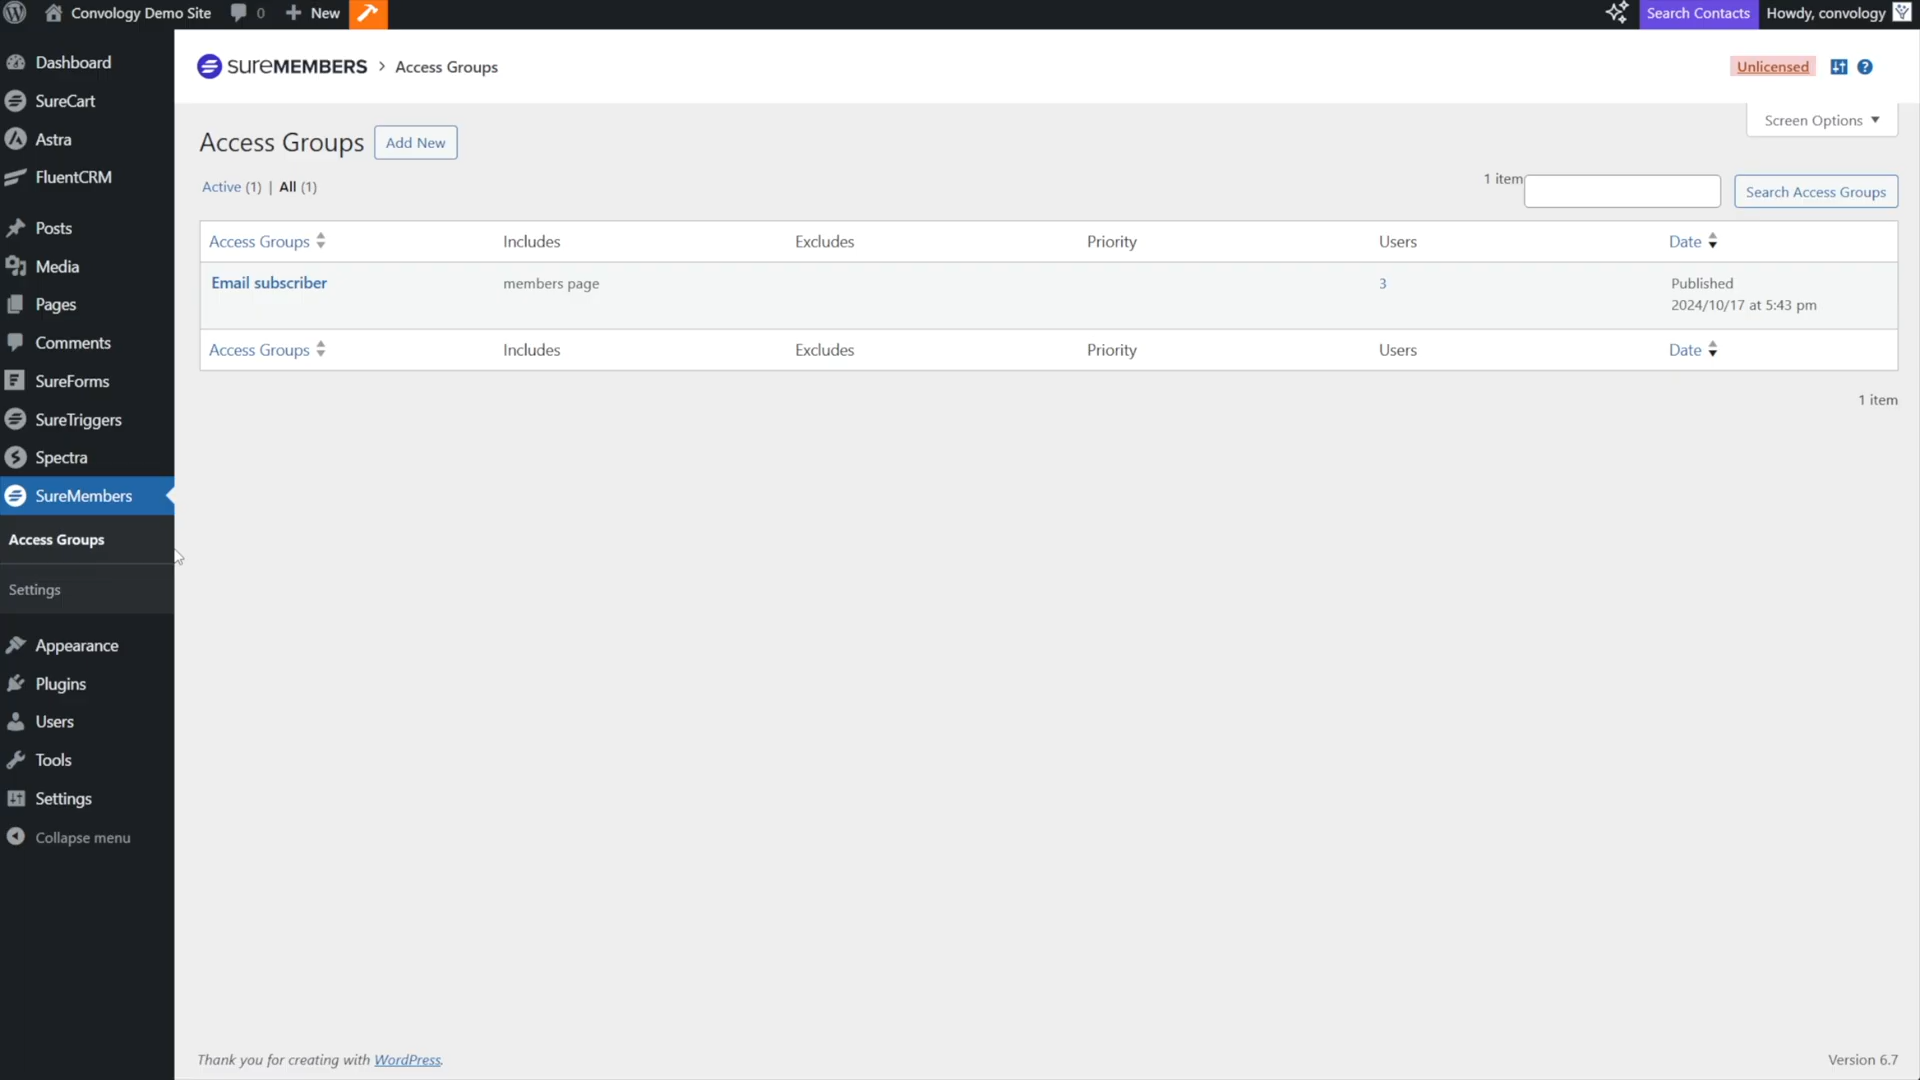 Convology Demo Site
0
New
Search Contacts
Howdy, convology
Dashboard
SureCart
Astra
FluentCRM
Posts
Media
Pages
Comments
SureForms
SureTriggers
Spectra
SureMembers
Access Groups
Settings
Appearance
Plugins
Users
Tools
Settings
Collapse menu
SUREMEMBERS > Access Groups
Unlicensed
Screen Options
Access Groups
Add New
Active (1) | All (1)
1 item
Search Access Groups
Access Groups Includes Excludes Priority Users Date
Email subscriber members page 3 Published
2024/10/17 at 5:43 pm
Access Groups Includes Excludes Priority Users Date
1 item
Thank you for creating with WordPress.
Version 6.7